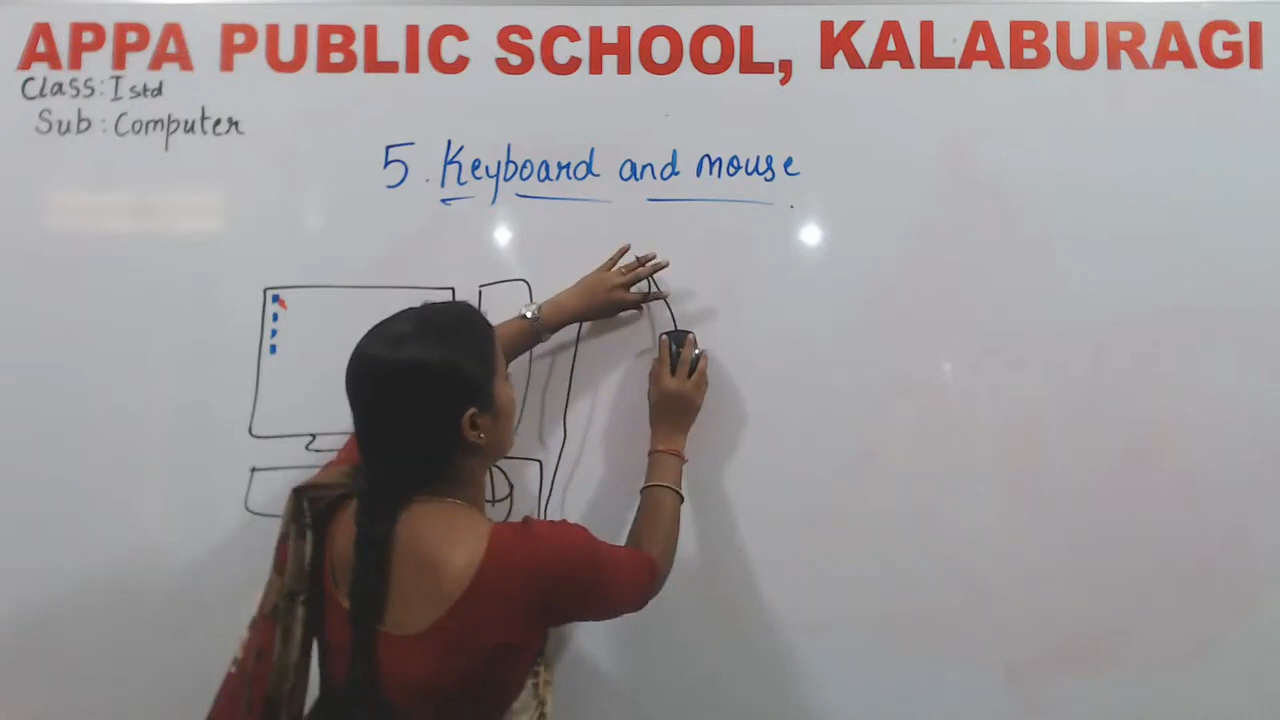 APPA PUBLIC SCHOOL, KALABURAGI
Class: I std
Sub: Computer
5. Keyboard and mouse